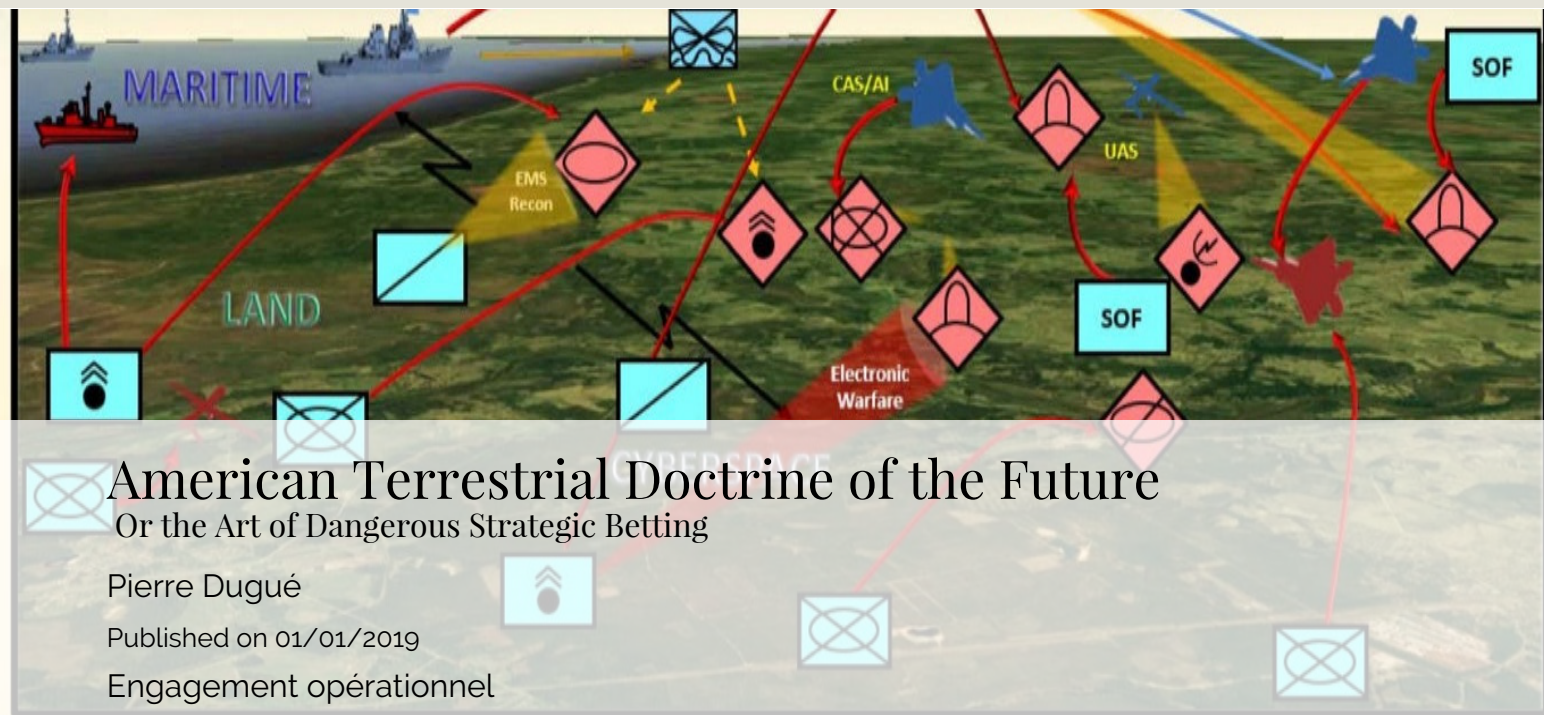 MARITIME
CAS/AI
SOF
UAS
EMS
Recon
LAND
SOF
Electronic
Warfare
CYBERSPACE
American Terrestrial Doctrine of the Future
Or the Art of Dangerous Strategic Betting
Pierre Dugué
Published on 01/01/2019
Engagement opérationnel